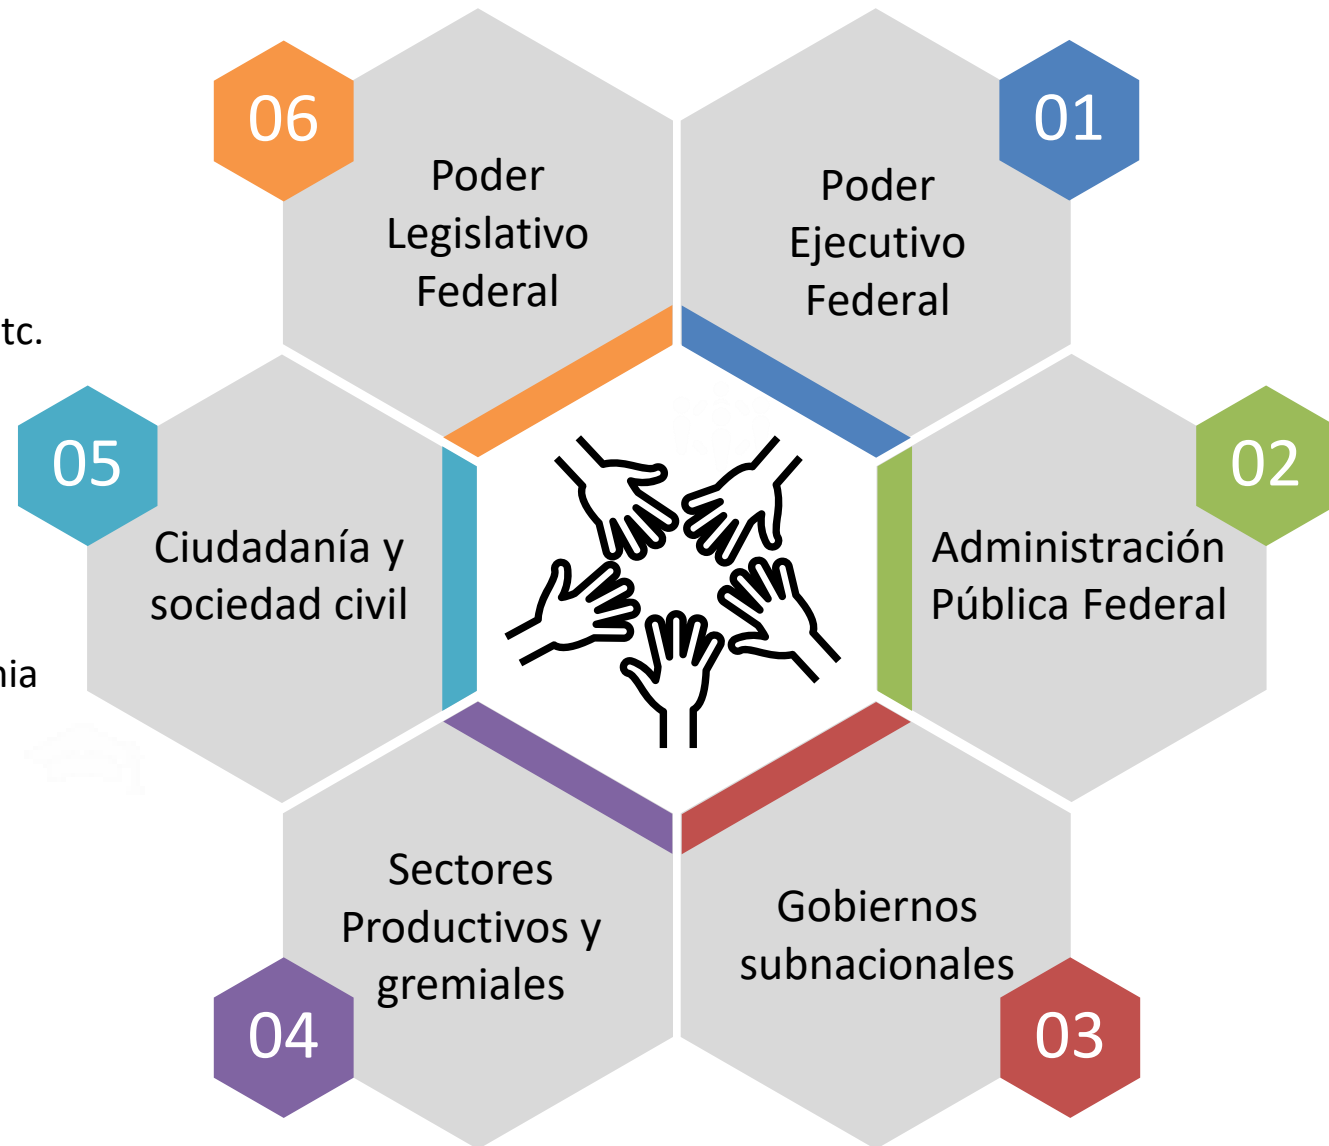 01
Poder
Ejecutivo
Federal
02
Administración
Pública Federal
03
Gobiernos
subnacionales
04
Sectores
Productivos y
gremiales
05
Ciudadanía y
sociedad civil
06
Poder
Legislativo
Federal
tc.
nia